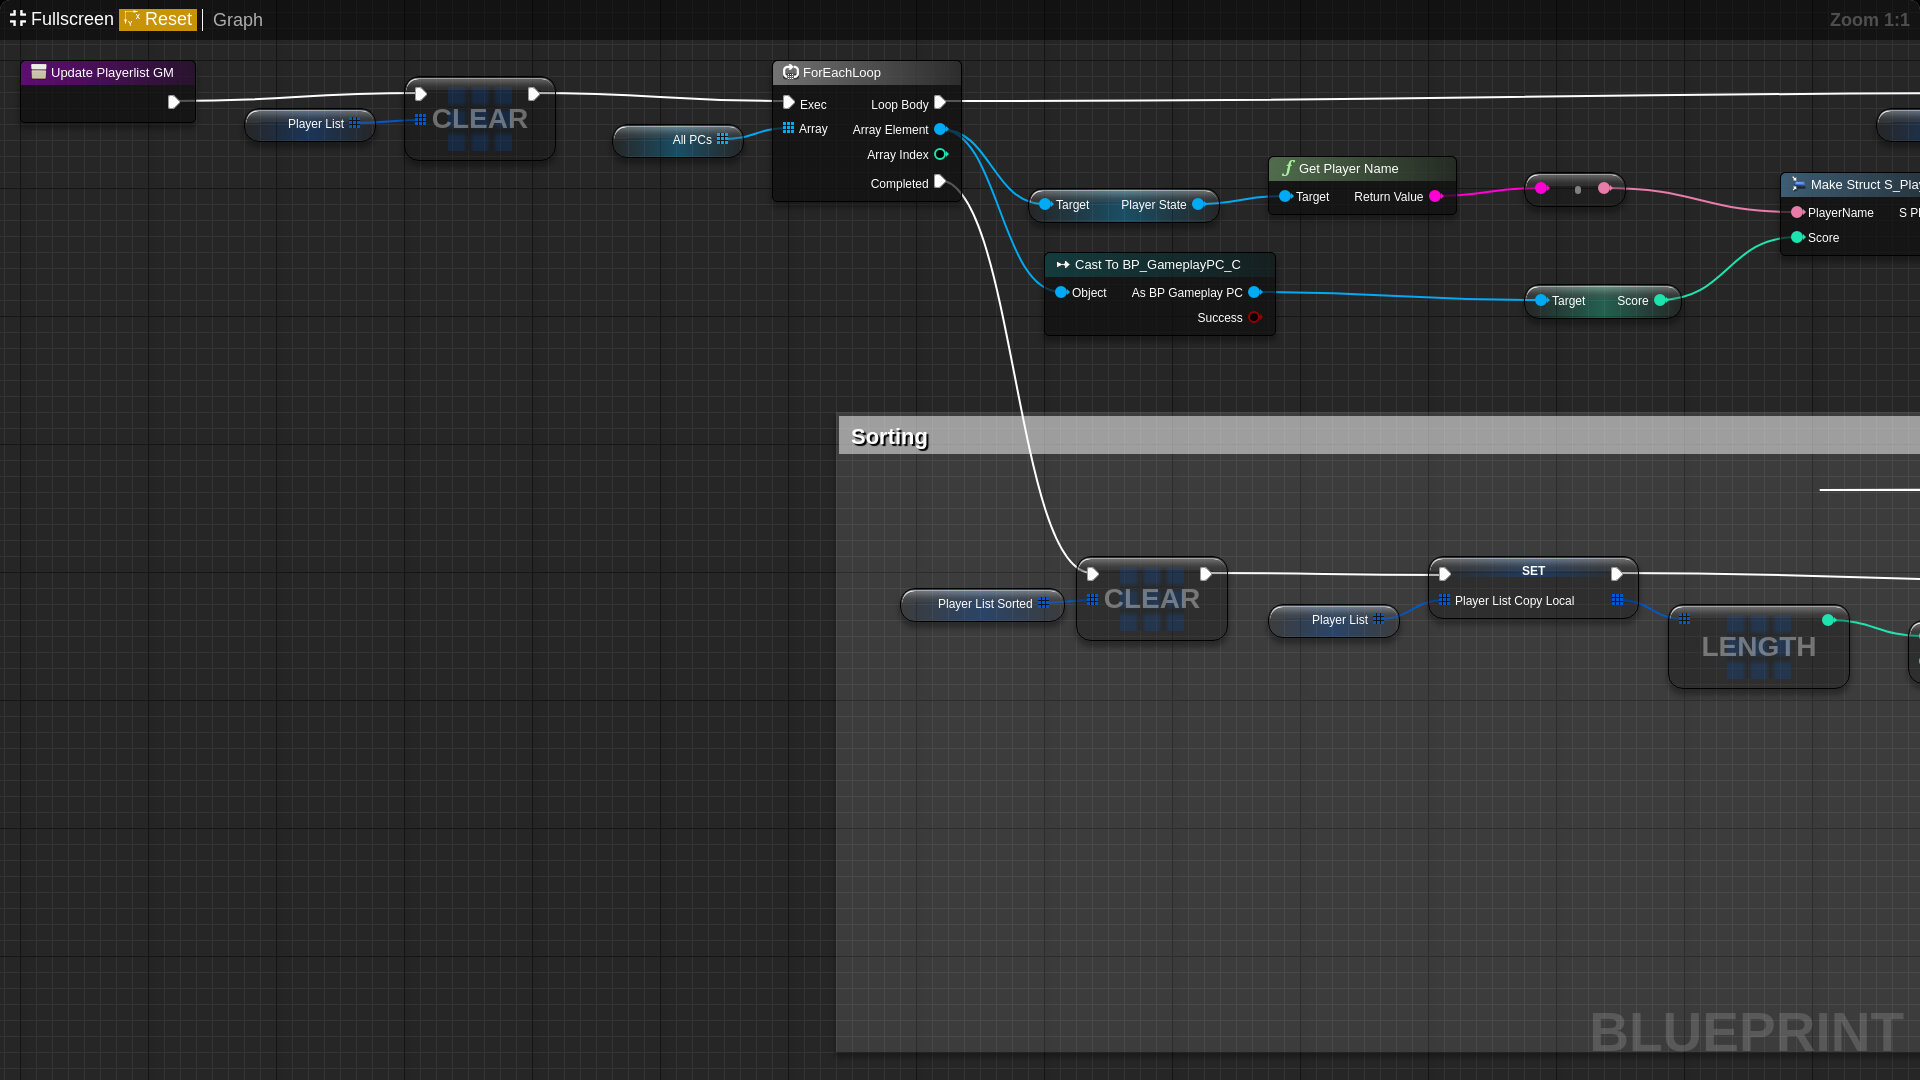 Fullscreen Reset Graph
Zoom 1:1
Update Playerlist GM
Player List
CLEAR
All PCs
ForEachLoop
Exec Loop Body
Array Array Element
Array Index
Completed
Target Player State
Get Player Name
Target Return Value
Make Struct S_Play
PlayerName S Pl
Score
Cast To BP_GameplayPC_C
Object As BP Gameplay PC
Success
Target Score
Sorting
Player List Sorted
CLEAR
Player List
SET
Player List Copy Local
LENGTH
BLUEPRINT